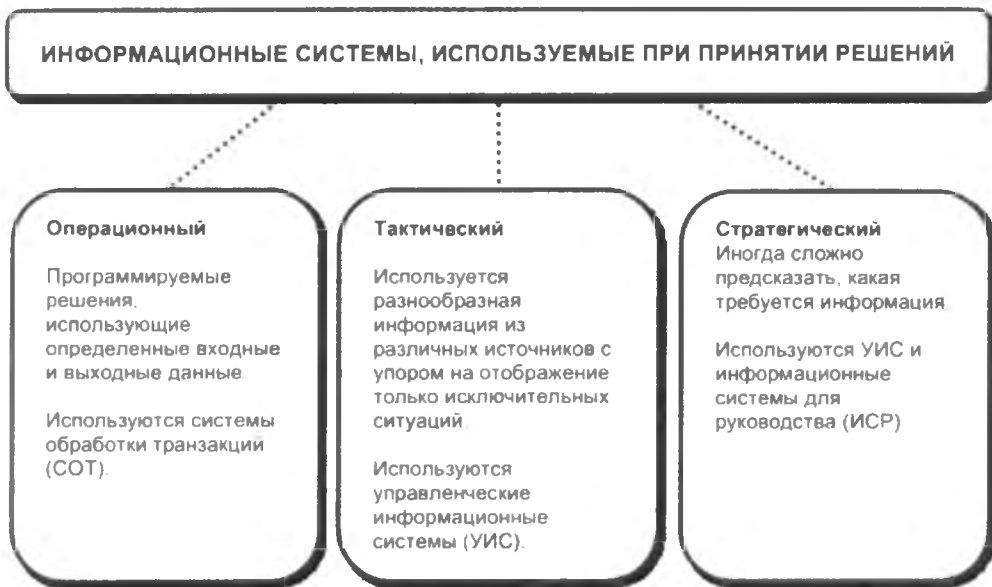 ИНФОРМАЦИОННЫЕ СИСТЕМЫ, ИСПОЛЬЗУЕМЫЕ ПРИ ПРИНЯТИИ РЕШЕНИЙ
Операционный
Программируемые
решения,
использующие
определенные входные
и выходные данные.
Используются системы
обработки транзакции
(СОТ).
Тактический
Используется
разнообразная
информация из
различных источников с
упором на отображение
только исключительных
ситуаций
Используются
управленческие
информационные
системы (УИС).
Стратегический
Иногда сложно
предсказать, какая
требуется информация
Используются УИС и
информационные
системы для
руководства (ИСР)